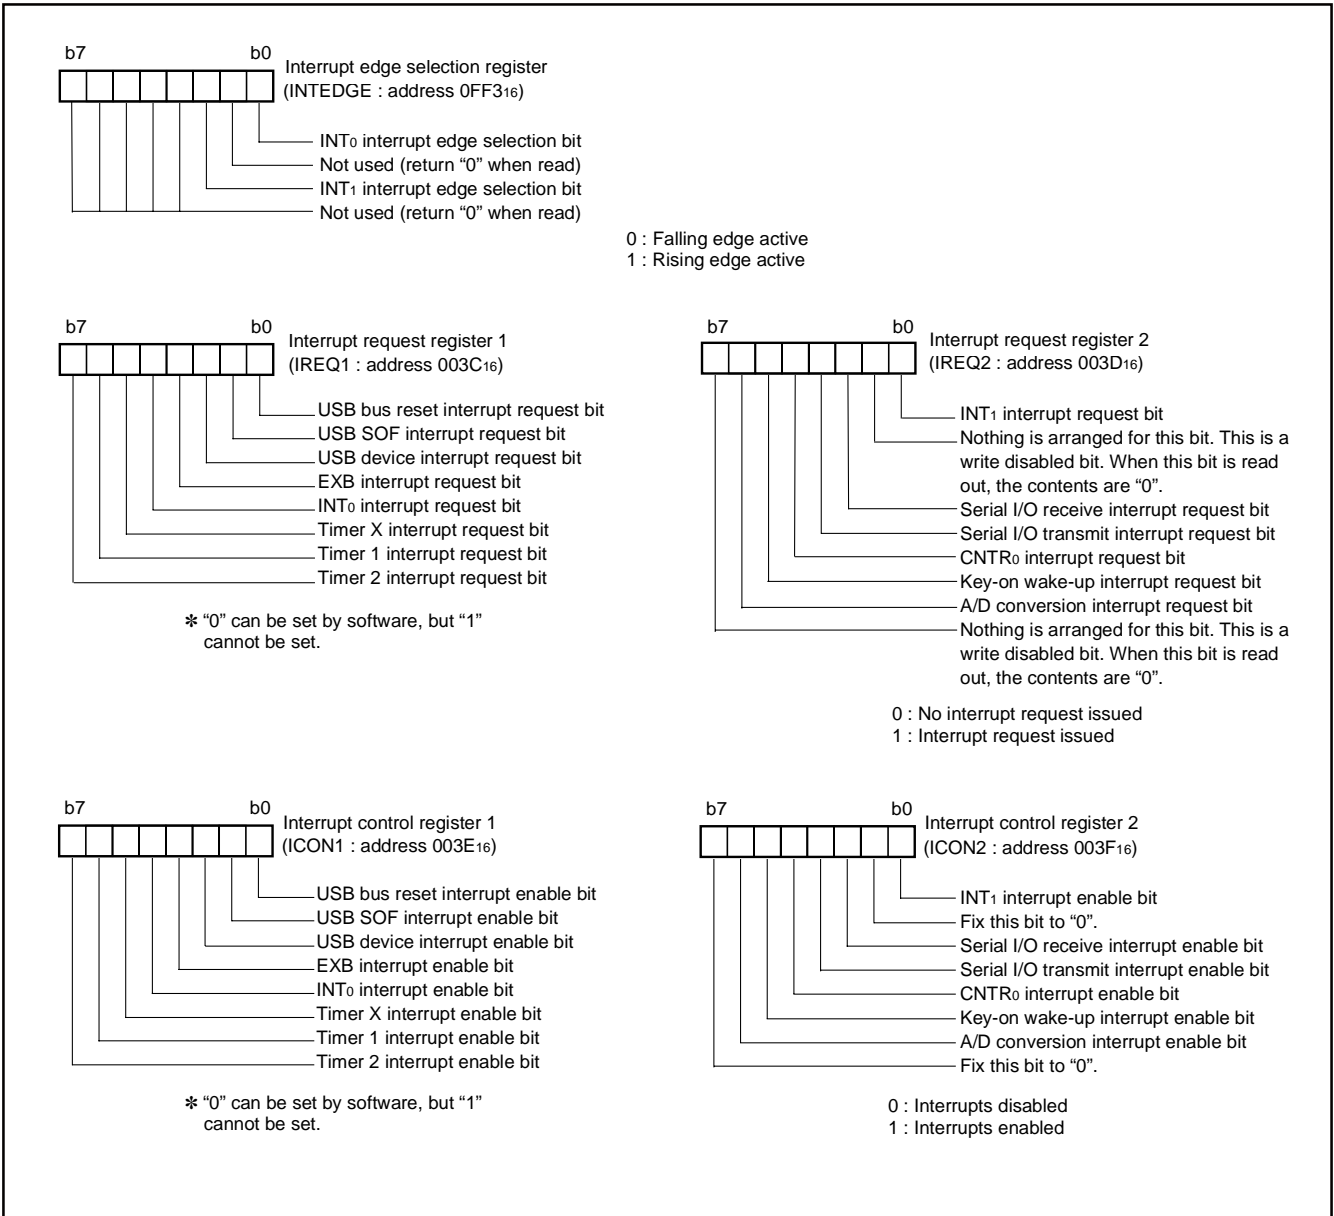 b7 b0
Interrupt edge selection register
(INTEDGE : address 0FF316)
INT0 interrupt edge selection bit
Not used (return “0” when read)
INT1 interrupt edge selection bit
Not used (return “0” when read)
0 : Falling edge active
1 : Rising edge active
b7 b0
Interrupt request register 1
(IREQ1 : address 003C16)
USB bus reset interrupt request bit
USB SOF interrupt request bit
USB device interrupt request bit
EXB interrupt request bit
INT0 interrupt request bit
Timer X interrupt request bit
Timer 1 interrupt request bit
Timer 2 interrupt request bit
✻ “0” can be set by software, but “1”
cannot be set.
b7 b0
Interrupt request register 2
(IREQ2 : address 003D16)
INT1 interrupt request bit
Nothing is arranged for this bit. This is a
write disabled bit. When this bit is read
out, the contents are “0”.
Serial I/O receive interrupt request bit
Serial I/O transmit interrupt request bit
CNTR0 interrupt request bit
Key-on wake-up interrupt request bit
A/D conversion interrupt request bit
Nothing is arranged for this bit. This is a
write disabled bit. When this bit is read
out, the contents are “0”.
0 : No interrupt request issued
1 : Interrupt request issued
b7 b0
Interrupt control register 1
(ICON1 : address 003E16)
USB bus reset interrupt enable bit
USB SOF interrupt enable bit
USB device interrupt enable bit
EXB interrupt enable bit
INT0 interrupt enable bit
Timer X interrupt enable bit
Timer 1 interrupt enable bit
Timer 2 interrupt enable bit
✻ “0” can be set by software, but “1”
cannot be set.
b7 b0
Interrupt control register 2
(ICON2 : address 003F16)
INT1 interrupt enable bit
Fix this bit to “0”.
Serial I/O receive interrupt enable bit
Serial I/O transmit interrupt enable bit
CNTR0 interrupt enable bit
Key-on wake-up interrupt enable bit
A/D conversion interrupt enable bit
Fix this bit to “0”.
0 : Interrupts disabled
1 : Interrupts enabled